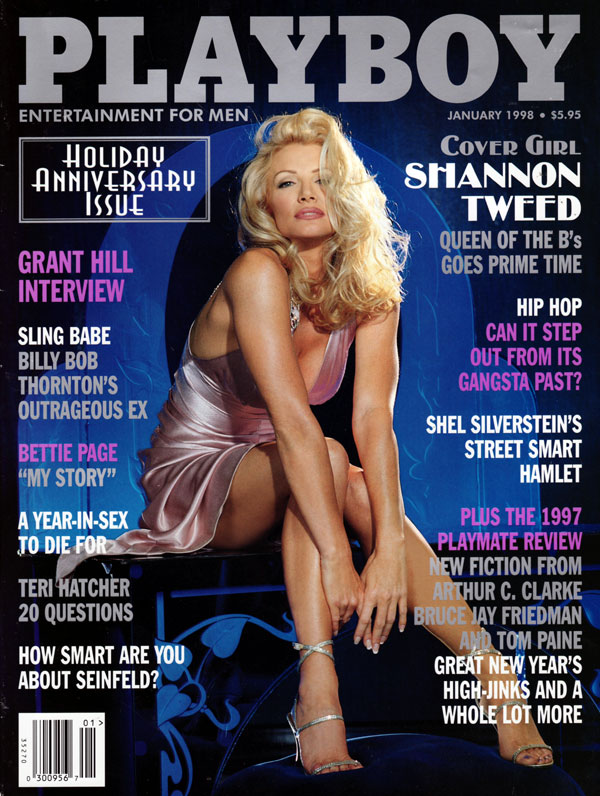 PLAYBOY
ENTERTAINMENT FOR MEN
JANUARY 1998 • $5.95
HOLIDAY
ANNIVERSARY
ISSUE
GRANT HILL
INTERVIEW
SLING BABE
BILLY BOB
THORNTON'S
OUTRAGEOUS EX
BETTIE PAGE
"MY STORY"
A YEAR-IN-SEX
TO DIE FOR
TERI HATCHER
20 QUESTIONS
HOW SMART ARE YOU
ABOUT SEINFELD?
COVER GIRL
SHANNON
TWEED
QUEEN OF THE B's
GOES PRIME TIME
HIP HOP
CAN IT STEP
OUT FROM ITS
GANGSTA PAST?
SHEL SILVERSTEIN'S
STREET SMART
HAMLET
PLUS THE 1997
PLAYMATE REVIEW
NEW FICTION FROM
ARTHUR C. CLARKE
BRUCE JAY FRIEDMAN
AND TOM PAINE
GREAT NEW YEAR'S
HIGH-JINKS AND A
WHOLE LOT MORE
01>
35270
0 300956 7